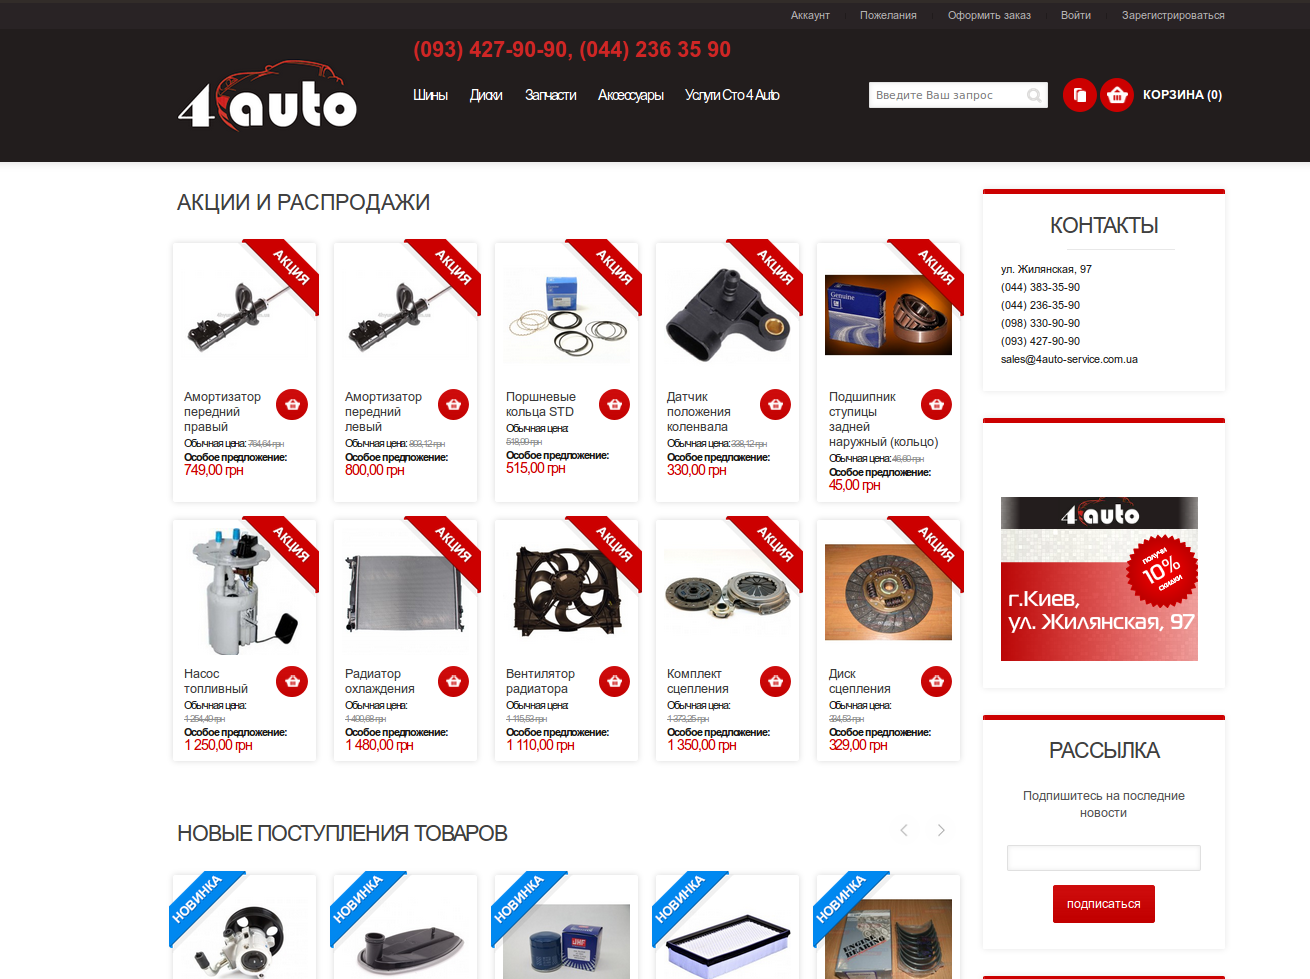 Аккаунт Пожелания Оформить заказ Войти Зарегистрироваться
(093) 427-90-90, (044) 236 35 90
4auto
Шины Диски Запчасти Аксессуары Услуги Сто 4 Auto
Введите Ваш запрос
КОРЗИНА (0)
АКЦИИ И РАСПРОДАЖИ
АКЦИЯ АКЦИЯ АКЦИЯ АКЦИЯ АКЦИЯ
Genuine
GM
Амортизатор
передний
правый
Обычная цена: 764,64 грн
Особое предложение:
749,00 грн
Амортизатор
передний
левый
Обычная цена: 803,12 грн
Особое предложение:
800,00 грн
Поршневые
кольца STD
Обычная цена:
518,99 грн
Особое предложение:
515,00 грн
Датчик
положения
коленвала
Обычная цена: 338,12 грн
Особое предложение:
330,00 грн
Подшипник
ступицы
задней
наружный (кольцо)
Обычная цена: 46,60 грн
Особое предложение:
45,00 грн
АКЦИЯ АКЦИЯ АКЦИЯ АКЦИЯ АКЦИЯ
Насос
топливный
Обычная цена:
1 254,49 грн
Особое предложение:
1 250,00 грн
Радиатор
охлаждения
Обычная цена:
1 490,68 грн
Особое предложение:
1 480,00 грн
Вентилятор
радиатора
Обычная цена:
1 115,53 грн
Особое предложение:
1 110,00 грн
Комплект
сцепления
Обычная цена:
1 373,25 грн
Особое предложение:
1 350,00 грн
Диск
сцепления
Обычная цена:
334,53 грн
Особое предложение:
329,00 грн
НОВЫЕ ПОСТУПЛЕНИЯ ТОВАРОВ
НОВИНКА НОВИНКА НОВИНКА НОВИНКА НОВИНКА
ENGINE
BEARING
КОНТАКТЫ
ул. Жилянская, 97
(044) 383-35-90
(044) 236-35-90
(098) 330-90-90
(093) 427-90-90
sales@4auto-service.com.ua
4auto
получи
10%
скидки
г.Киев,
ул. Жилянская, 97
РАССЫЛКА
Подпишитесь на последние
новости
подписаться